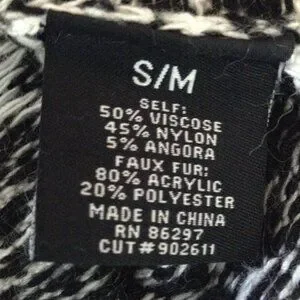 S/M
SELF:
50% VISCOSE
45% NYLON
5% ANGORA
FAUX FUR:
80% ACRYLIC
20% POLYESTER
MADE IN CHINA
RN 86297
CUT#902611